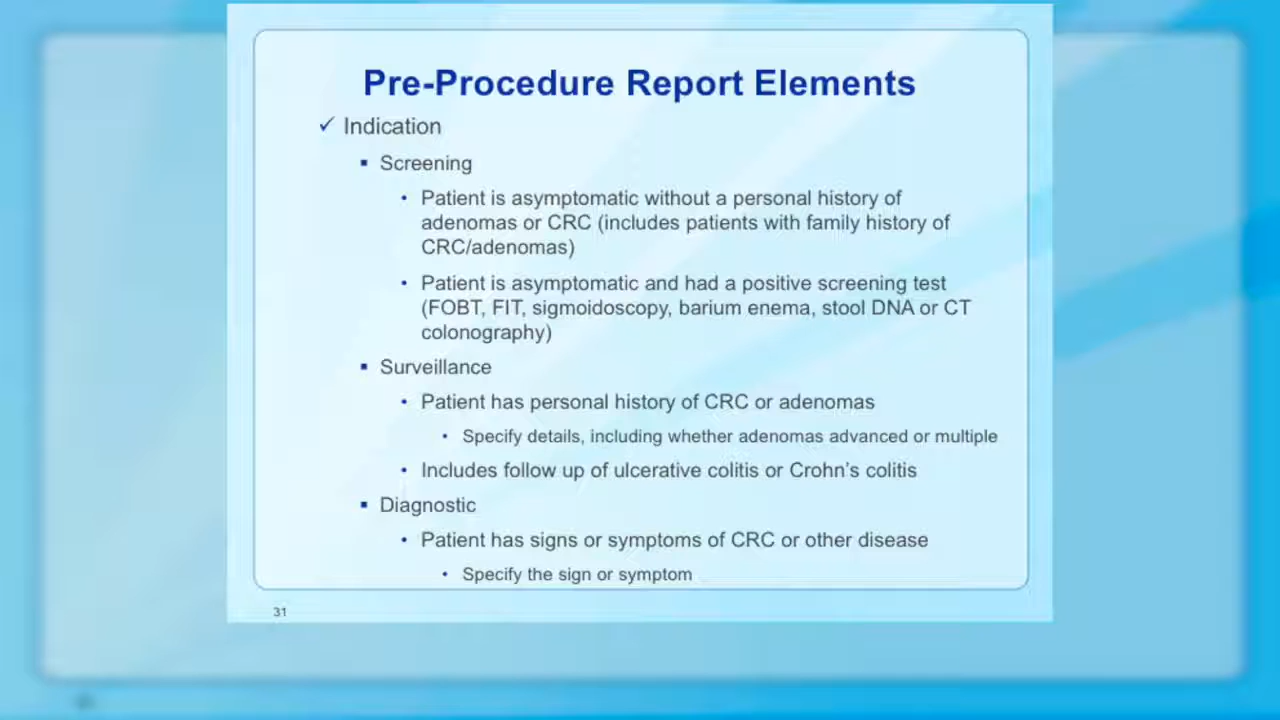 Pre-Procedure Report Elements
✓ Indication
▪ Screening
• Patient is asymptomatic without a personal history of
adenomas or CRC (includes patients with family history of
CRC/adenomas)
• Patient is asymptomatic and had a positive screening test
(FOBT, FIT, sigmoidoscopy, barium enema, stool DNA or CT
colonography)
▪ Surveillance
• Patient has personal history of CRC or adenomas
• Specify details, including whether adenomas advanced or multiple
• Includes follow up of ulcerative colitis or Crohn’s colitis
▪ Diagnostic
• Patient has signs or symptoms of CRC or other disease
• Specify the sign or symptom
31